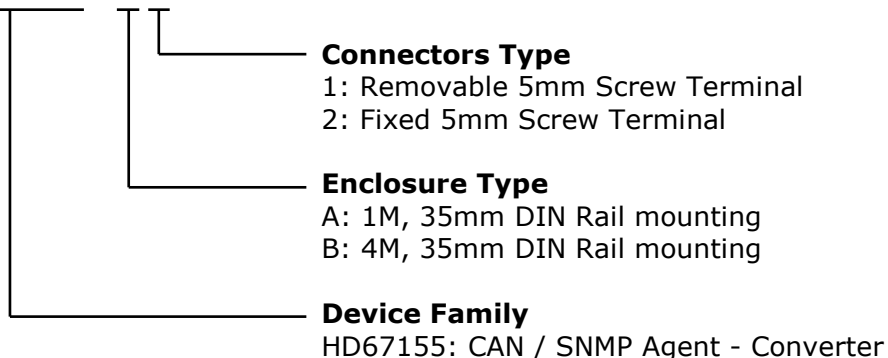 Connectors Type
1: Removable 5mm Screw Terminal
2: Fixed 5mm Screw Terminal
Enclosure Type
A: 1M, 35mm DIN Rail mounting
B: 4M, 35mm DIN Rail mounting
Device Family
HD67155: CAN / SNMP Agent - Converter